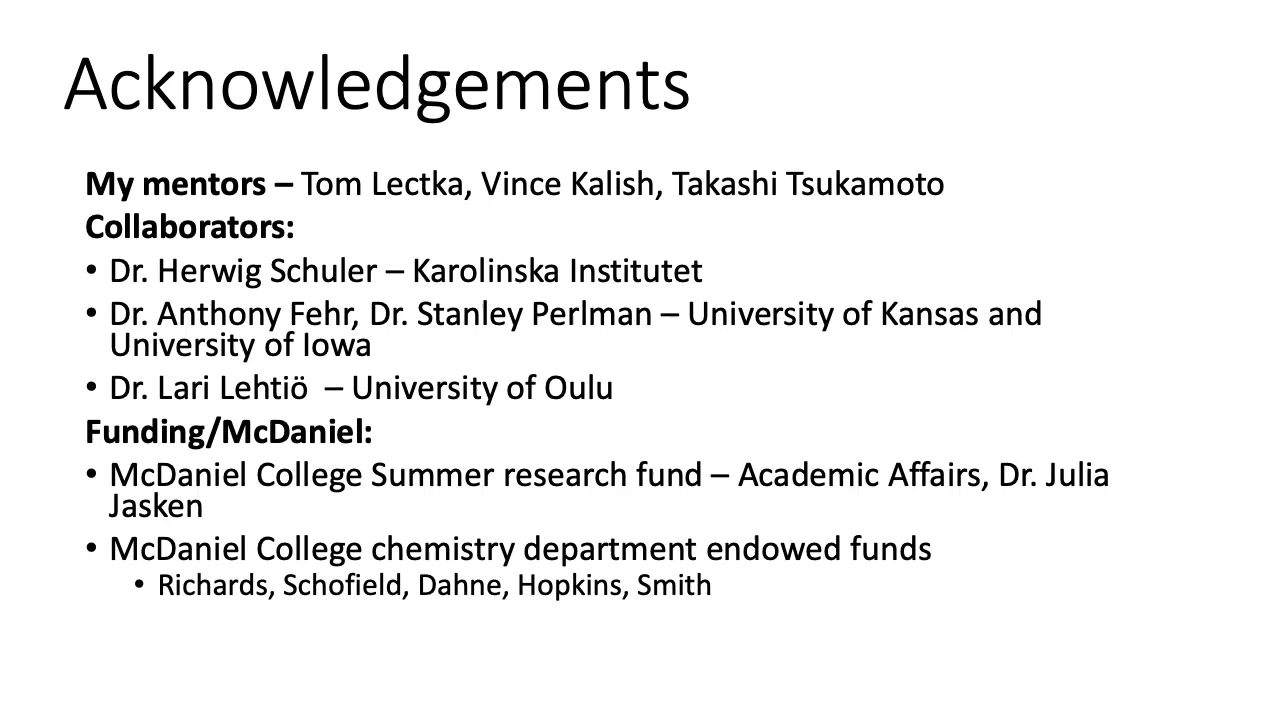 Acknowledgements
My mentors – Tom Lectka, Vince Kalish, Takashi Tsukamoto
Collaborators:
• Dr. Herwig Schuler – Karolinska Institutet
• Dr. Anthony Fehr, Dr. Stanley Perlman – University of Kansas and
University of Iowa
• Dr. Lari Lehtiö – University of Oulu
Funding/McDaniel:
• McDaniel College Summer research fund – Academic Affairs, Dr. Julia
Jasken
• McDaniel College chemistry department endowed funds
• Richards, Schofield, Dahne, Hopkins, Smith